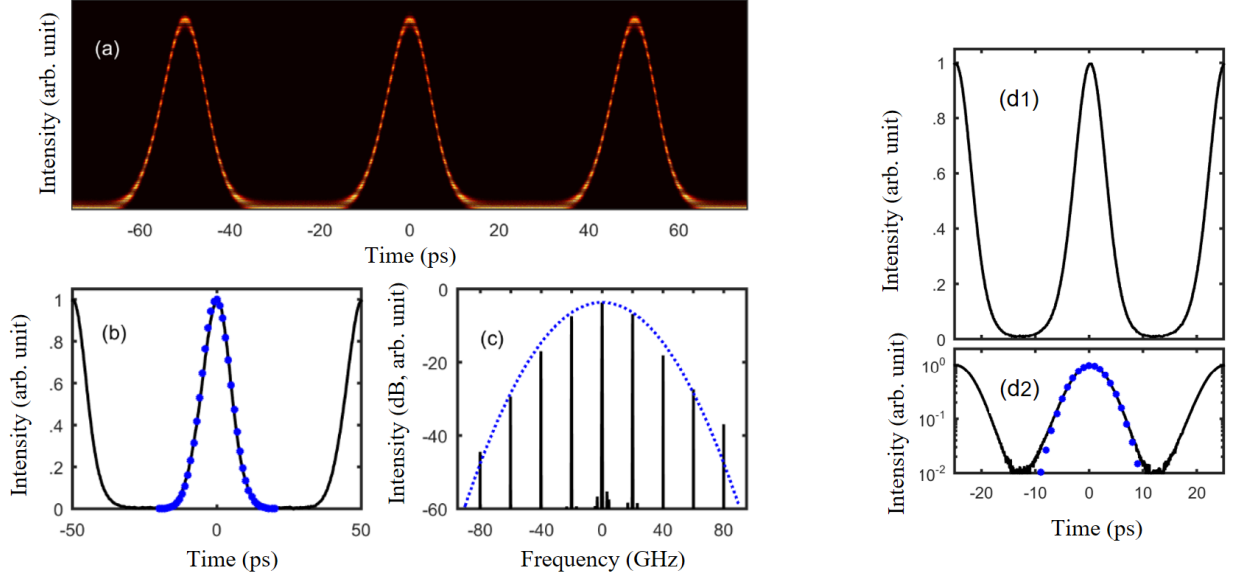 (a)
Intensity (arb. unit)
-60 -40 -20 0 20 40 60
Time (ps)
(b)
Intensity (arb. unit)
1
.8
.6
.4
.2
0
-50 0 50
Time (ps)
(c)
Intensity (dB, arb. unit)
0
-20
-40
-60
-80 -40 0 40 80
Frequency (GHz)
(d1)
Intensity (arb. unit)
1
.8
.6
.4
.2
0
(d2)
Intensity (arb. unit)
10⁰
10⁻¹
10⁻²
-20 -10 0 10 20
Time (ps)